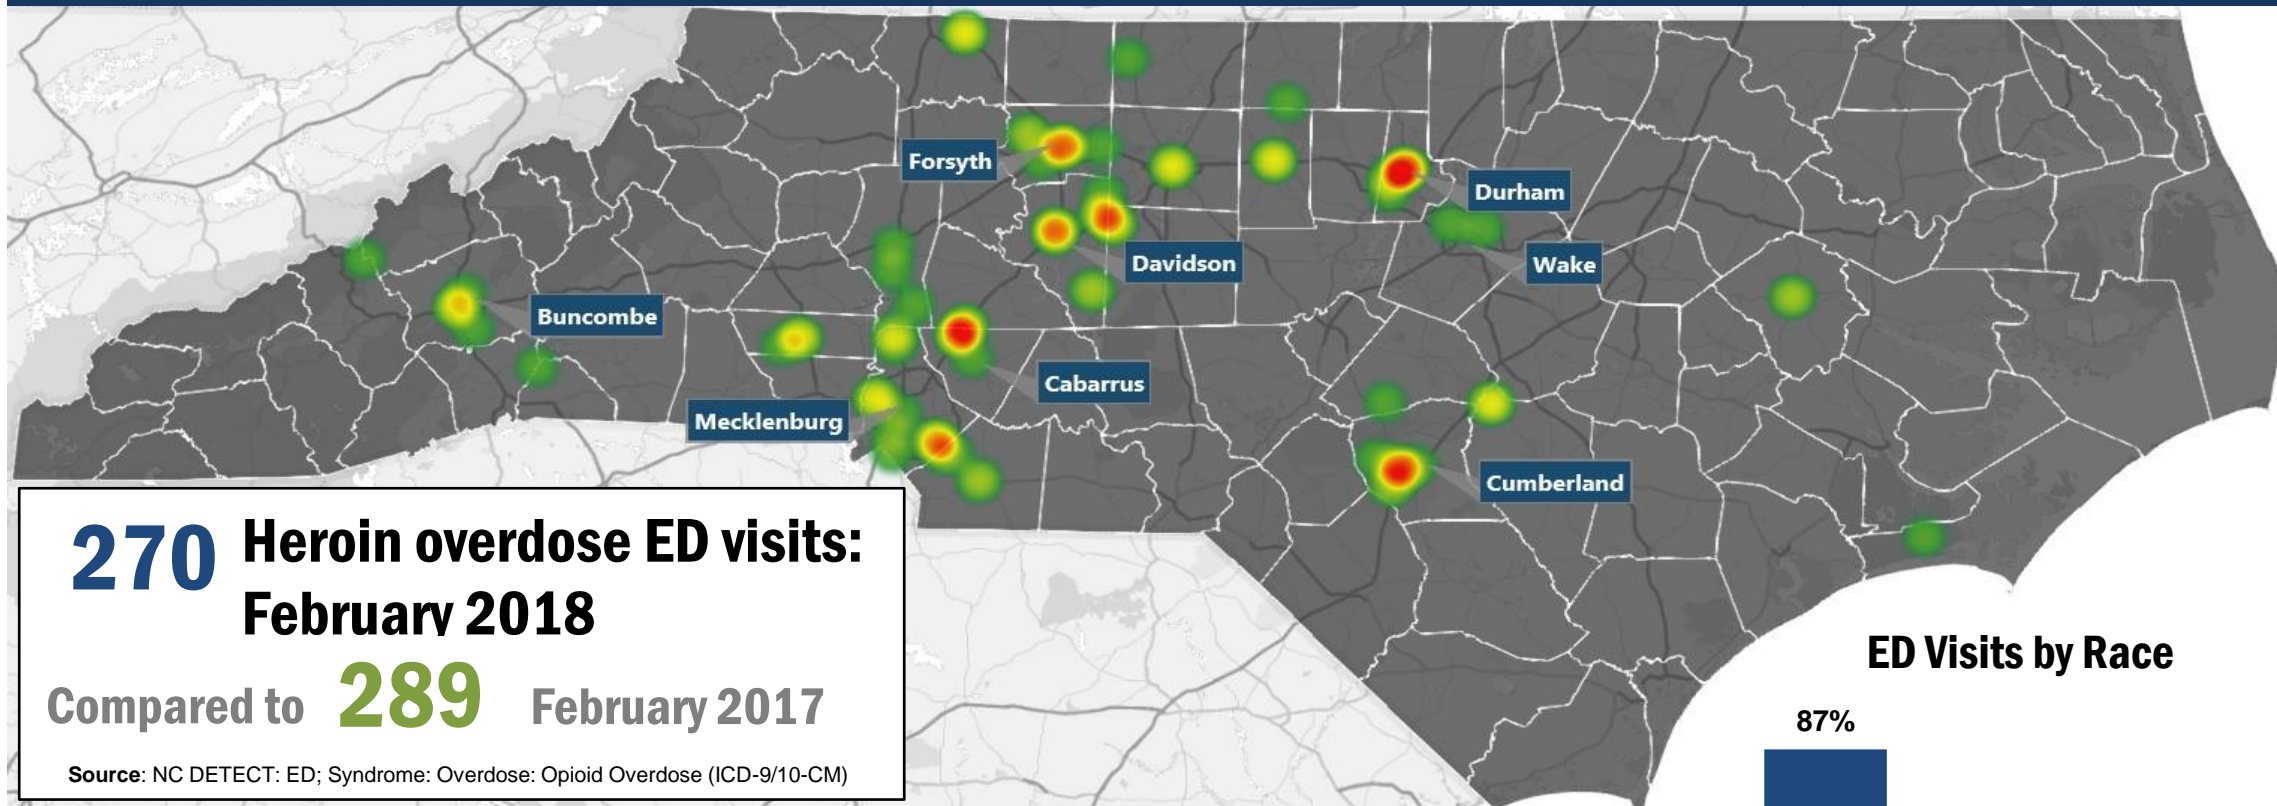 Forsyth
Durham
Davidson
Wake
Buncombe
Cabarrus
Mecklenburg
Cumberland
270 Heroin overdose ED visits:
February 2018
Compared to 289 February 2017
Source: NC DETECT: ED; Syndrome: Overdose: Opioid Overdose (ICD-9/10-CM)
ED Visits by Race
87%